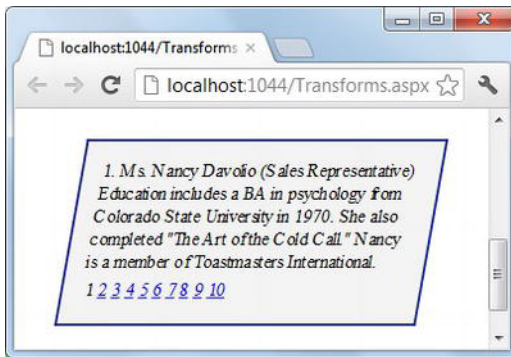 localhost:1044/Transforms
localhost:1044/Transforms.aspx
1. Ms. Nancy Davolio (Sales Representative)
Education includes a BA in psychology from
Colorado State University in 1970. She also
completed "The Art of the Cold Call." Nancy
is a member of Toastmasters International.
1 2 3 4 5 6 7 8 9 10